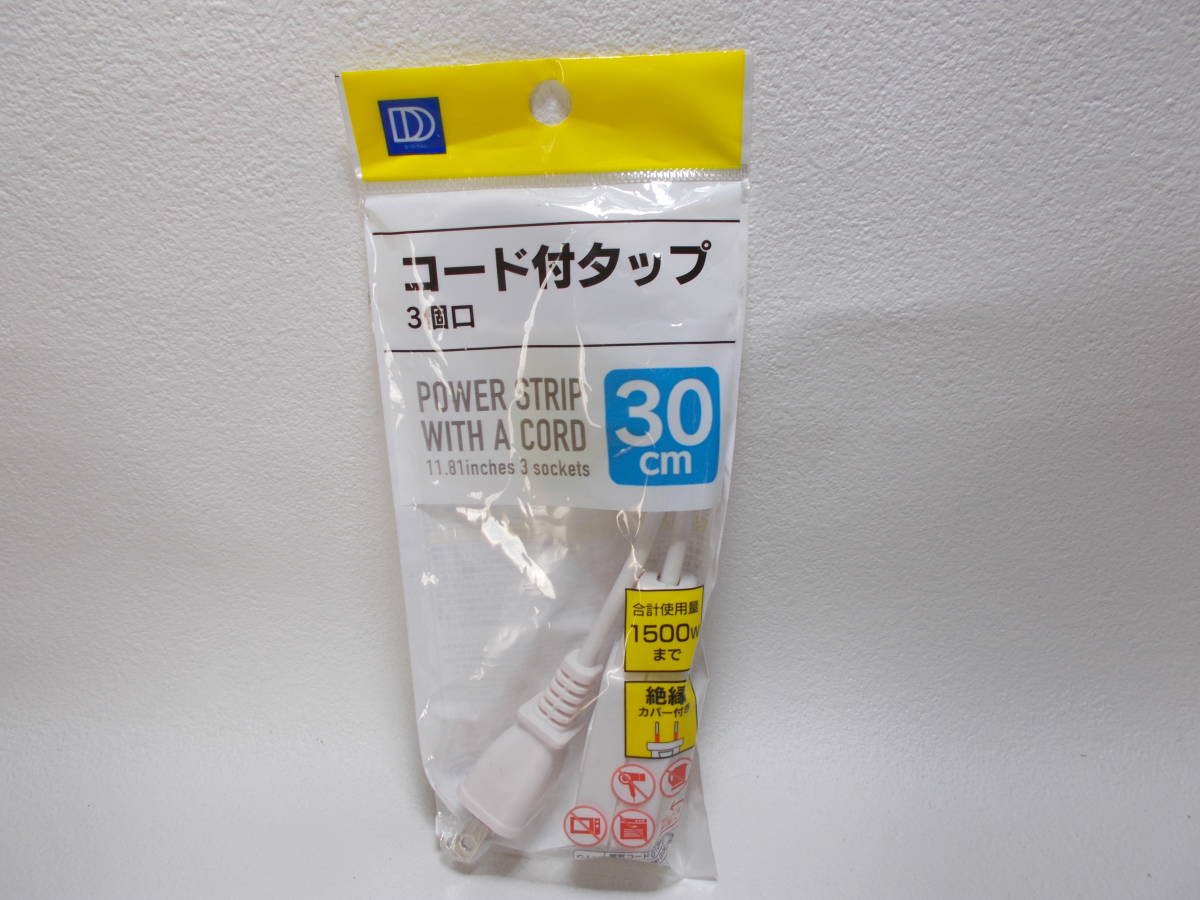 コード付タップ
3個口
POWER STRIP
WITH A CORD
11.81inches 3 sockets
30
cm
合計使用量
1500W
まで
絶縁
カバー付き